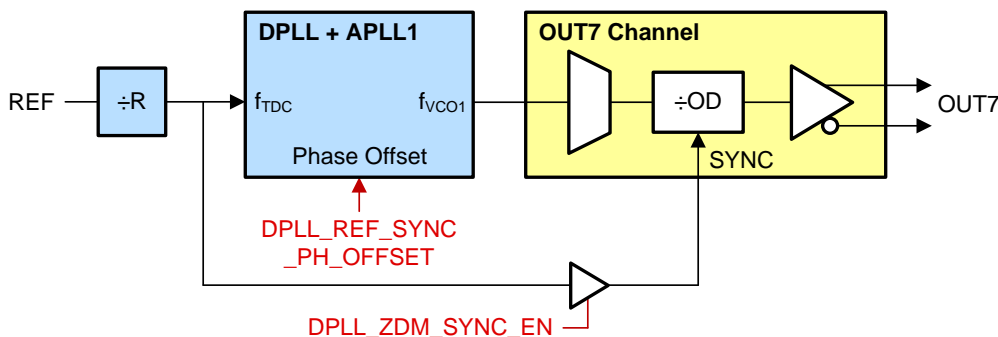 DPLL + APLL1
OUT7 Channel
REF
÷R
fTDC
fVCO1
÷OD
OUT7
Phase Offset
SYNC
DPLL_REF_SYNC
_PH_OFFSET
DPLL_ZDM_SYNC_EN